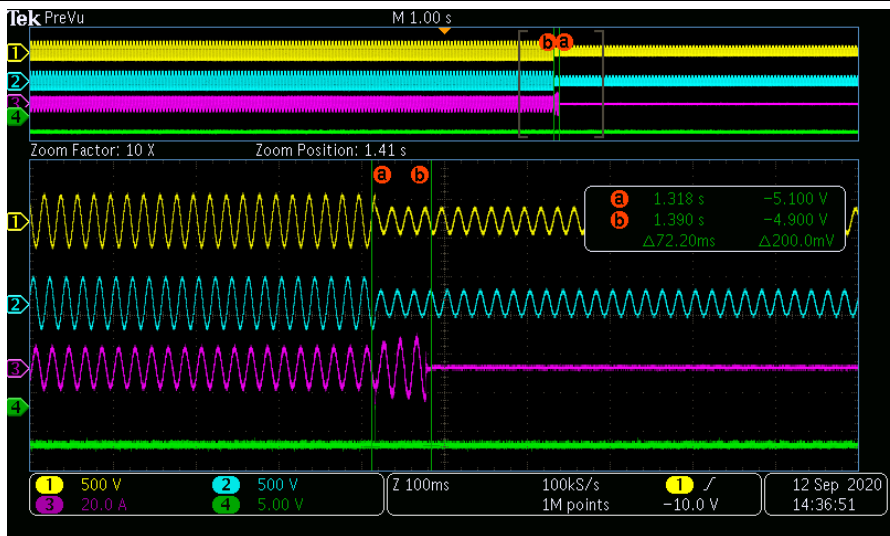 Tek PreVu M 1.00 s
b a
1
2
3
4
Zoom Factor: 10 X Zoom Position: 1.41 s
a b
a 1.318 s −5.100 V
b 1.390 s −4.900 V
△72.20ms △200.0mV
1
2
3
4
1 500 V 2 500 V Z 100ms 100kS/s 1 12 Sep 2020
3 20.0 A 4 5.00 V 1M points −10.0 V 14:36:51